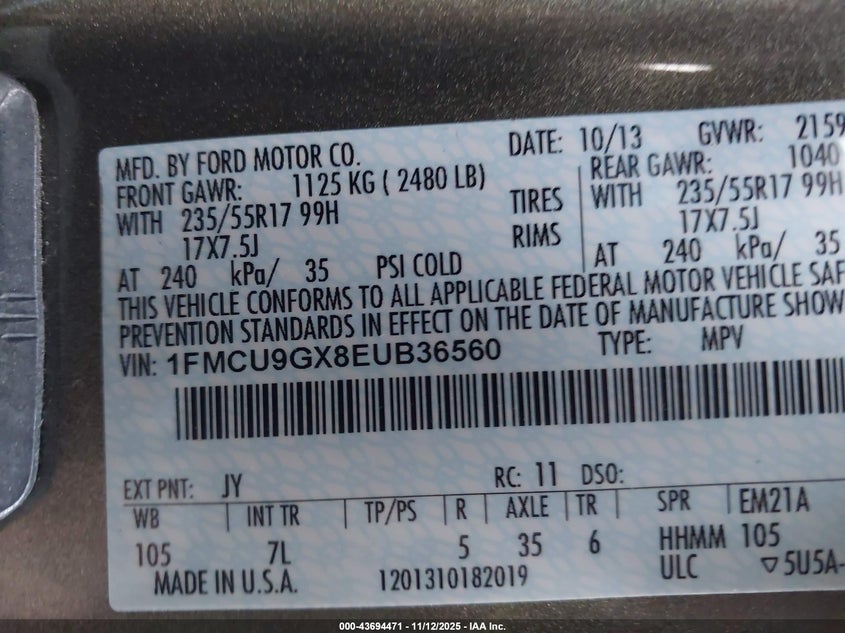 MFD. BY FORD MOTOR CO. DATE: 10/13 GVWR: 2159
FRONT GAWR: 1125 KG ( 2480 LB) REAR GAWR: 1040
WITH 235/55R17 99H TIRES WITH 235/55R17 99H
17X7.5J RIMS 17X7.5J
AT 240 kPa/ 35 PSI COLD AT 240 kPa/ 35
THIS VEHICLE CONFORMS TO ALL APPLICABLE FEDERAL MOTOR VEHICLE SAF
PREVENTION STANDARDS IN EFFECT ON THE DATE OF MANUFACTURE SHOW
VIN: 1FMCU9GX8EUB36560 TYPE: MPV
EXT PNT: JY RC: 11 DSO:
WB INT TR TP/PS R AXLE TR SPR EM21A
105 7L 5 35 6 HHMM 105
MADE IN U.S.A. 1201310182019 ULC ▽5U5A-
000-43694471 - 11/12/2025 - IAA Inc.